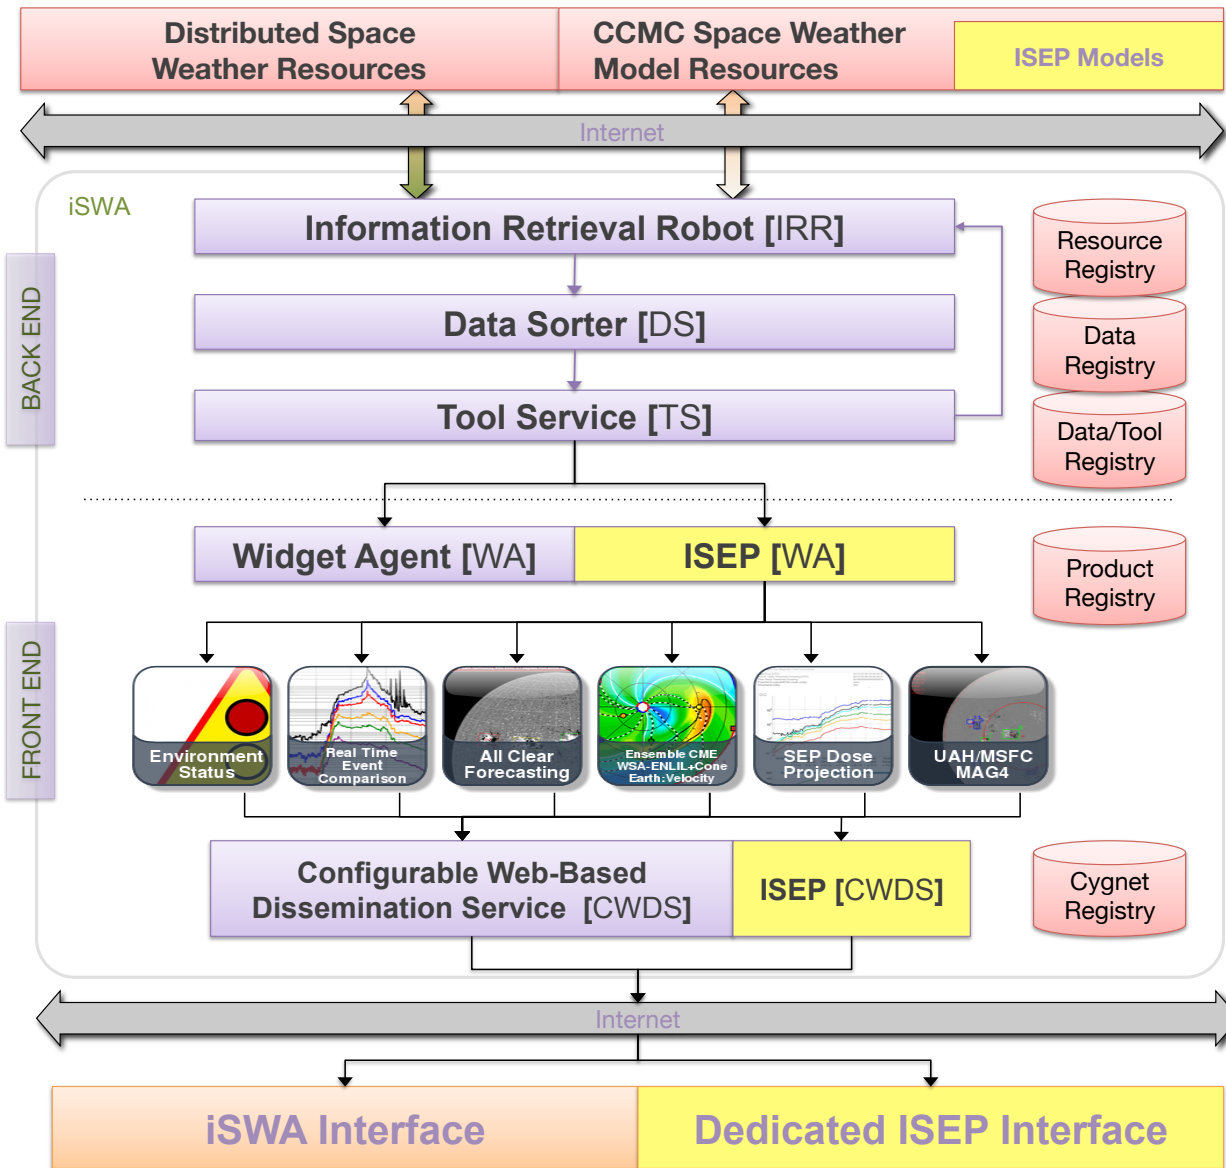 Distributed Space
Weather Resources
CCMC Space Weather
Model Resources
ISEP Models
Internet
iSWA
BACK END
Information Retrieval Robot [IRR]
Data Sorter [DS]
Tool Service [TS]
Resource
Registry
Data
Registry
Data/Tool
Registry
FRONT END
Widget Agent [WA]
ISEP [WA]
Product
Registry
Environment
Status
Real Time
Event
Comparison
All Clear
Forecasting
Ensemble CME
WSA-ENLIL+Cone
Earth:Velocity
SEP Dose
Projection
UAH/MSFC
MAG4
Configurable Web-Based
Dissemination Service [CWDS]
ISEP [CWDS]
Cygnet
Registry
Internet
iSWA Interface
Dedicated ISEP Interface